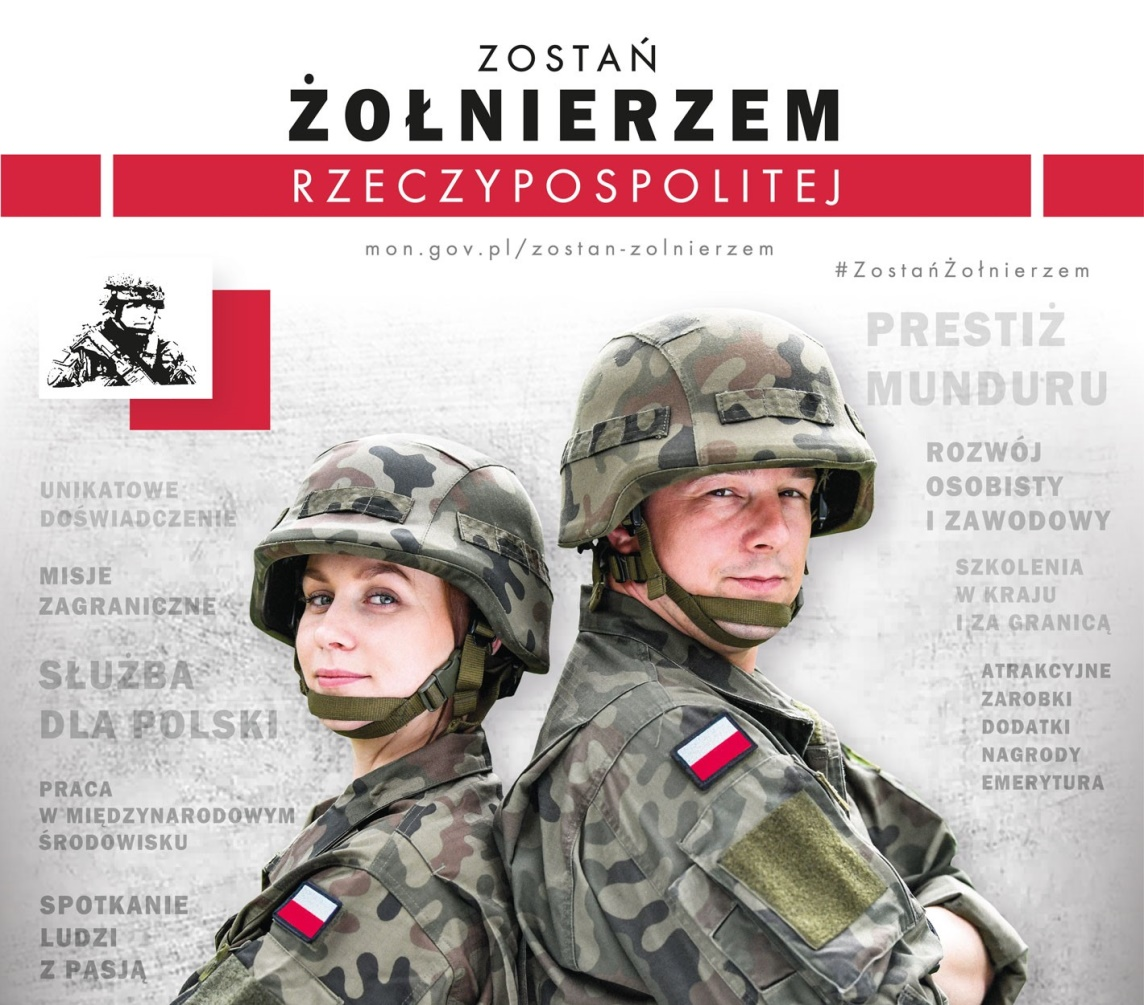 ZOSTAŃ
ŻOŁNIERZEM
RZECZYPOSPOLITEJ
mon.gov.pl/zostan-zolnierzem
#ZostańŻołnierzem
UNIKATOWE
DOŚWIADCZENIE
MISJE
ZAGRANICZNE
SŁUŻBA
DLA POLSKI
PRACA
W MIĘDZYNARODOWYM
ŚRODOWISKU
SPOTKANIE
LUDZI
Z PASJĄ
PRESTIŻ
MUNDURU
ROZWÓJ
OSOBISTY
I ZAWODOWY
SZKOLENIA
W KRAJU
I ZA GRANICĄ
ATRAKCYJNE
ZAROBKI
DODATKI
NAGRODY
EMERYTURA